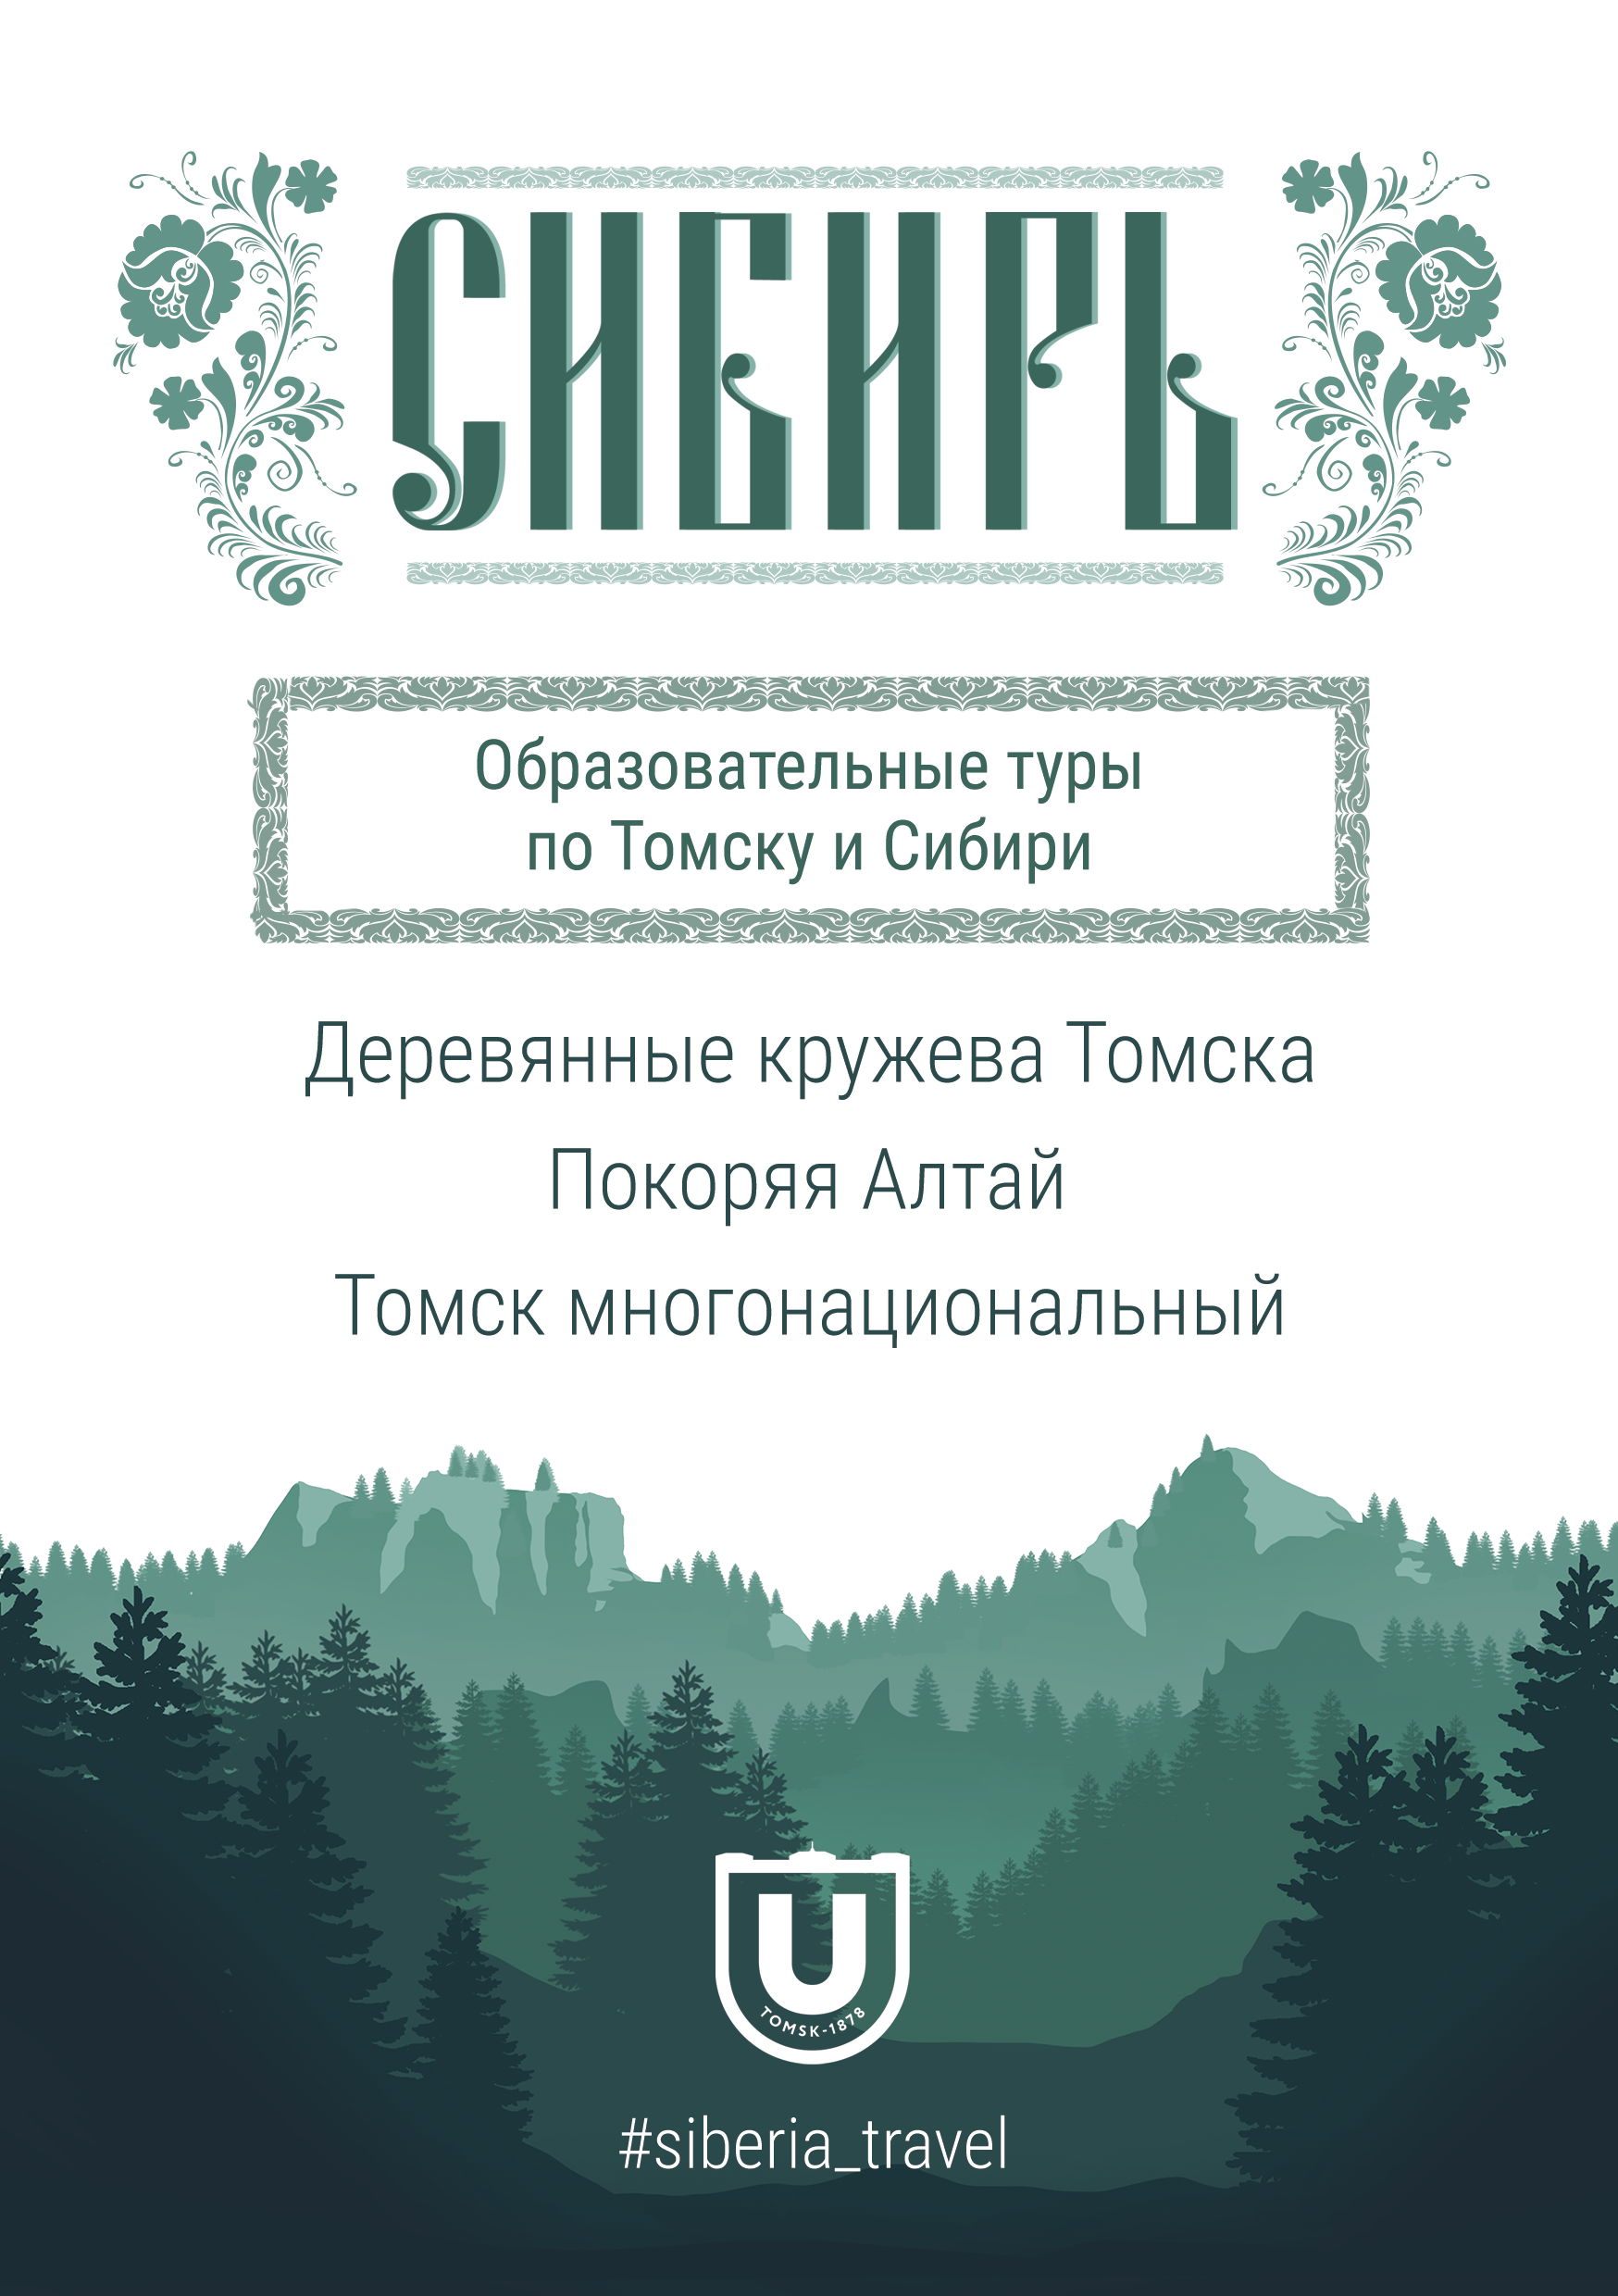 СИБИРЬ
Образовательные туры
по Томску и Сибири
Деревянные кружева Томска
Покоряя Алтай
Томск многонациональный
U
TOMSK-1878
#siberia_travel